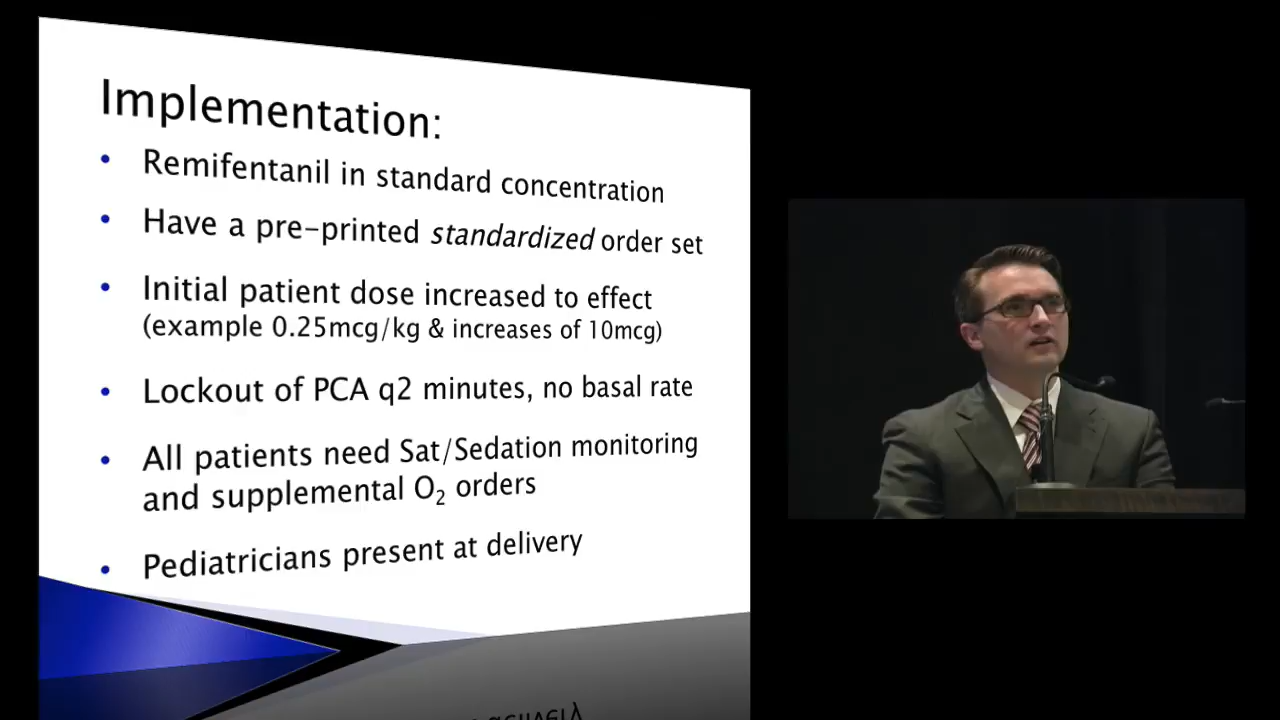 Implementation:
• Remifentanil in standard concentration
• Have a pre-printed standardized order set
• Initial patient dose increased to effect
(example 0.25mcg/kg & increases of 10mcg)
• Lockout of PCA q2 minutes, no basal rate
• All patients need Sat/Sedation monitoring
and supplemental O₂ orders
• Pediatricians present at delivery